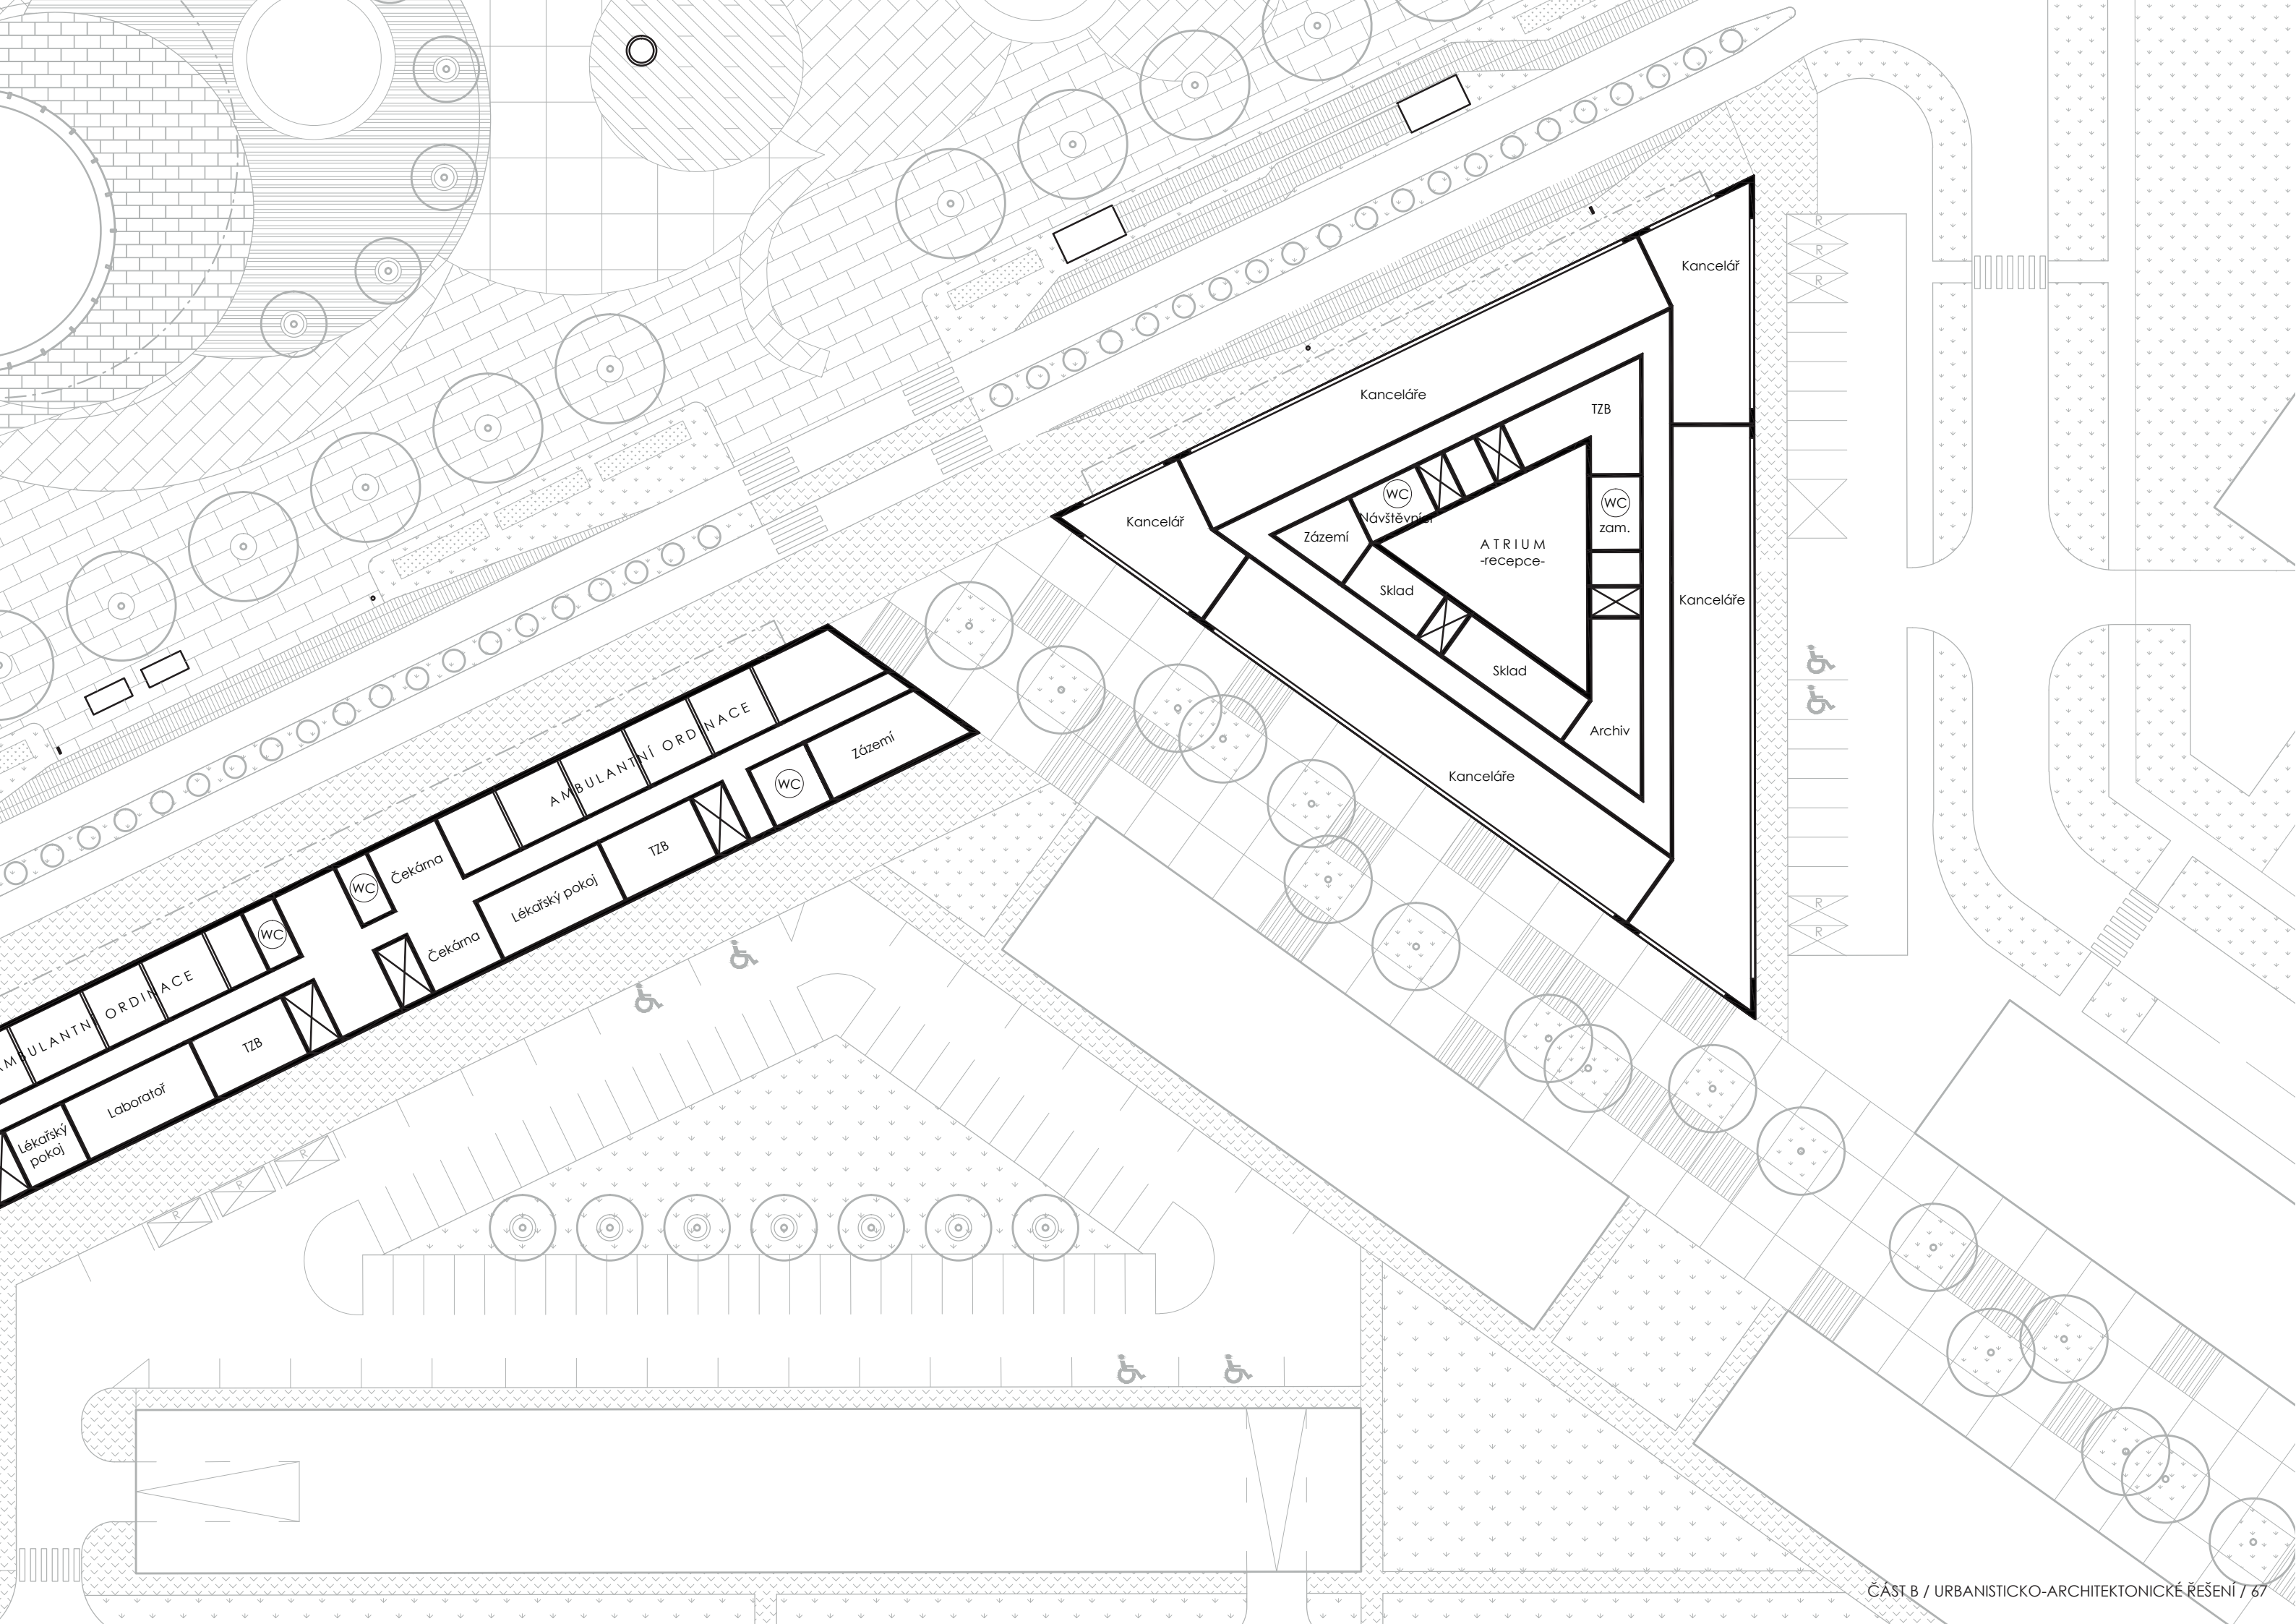 R
R
R
Kancelář
Kanceláře
TZB
WC
Návštěvníci
WC
zam.
Kancelář
Zázemí
ATRIUM
-recepce-
Sklad
Kanceláře
Sklad
Archiv
Kanceláře
R
R
AMBULANTNÍ ORDINACE
Zázemí
WC
TZB
Čekárna
WC
Lékařský pokoj
Čekárna
WC
AMBULANTNÍ ORDINACE
TZB
Laboratoř
Lékařský
pokoj
R
R
R
ČÁST B / URBANISTICKO-ARCHITEKTONICKÉ ŘEŠENÍ / 67